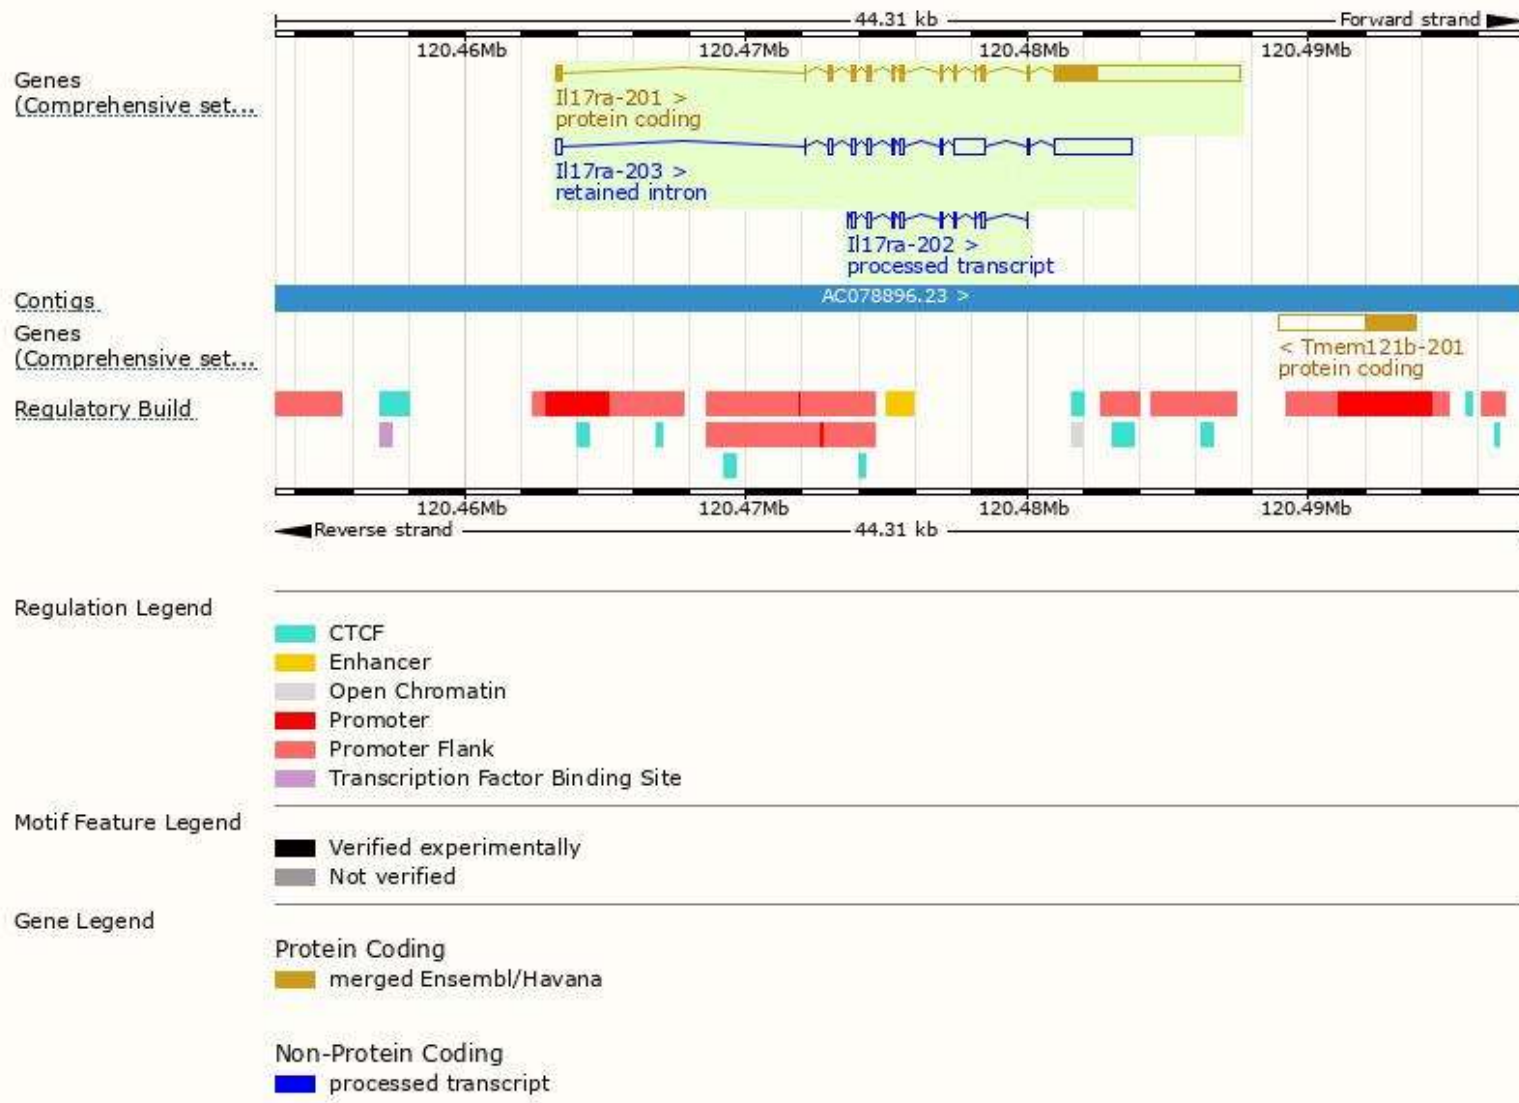 44.31 kb
Forward strand
120.46Mb 120.47Mb 120.48Mb 120.49Mb
Genes
(Comprehensive set...
Il17ra-201 >
protein coding
Il17ra-203 >
retained intron
Il17ra-202 >
processed transcript
Contigs
AC078896.23 >
Genes
(Comprehensive set...
< Tmem121b-201
protein coding
Regulatory Build
120.46Mb 120.47Mb 120.48Mb 120.49Mb
Reverse strand
44.31 kb
Regulation Legend
CTCF
Enhancer
Open Chromatin
Promoter
Promoter Flank
Transcription Factor Binding Site
Motif Feature Legend
Verified experimentally
Not verified
Gene Legend
Protein Coding
merged Ensembl/Havana
Non-Protein Coding
processed transcript